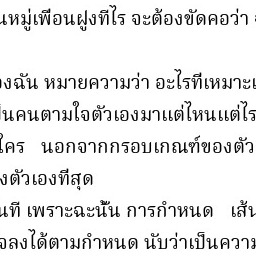 นหมู่เพื่อนฝูงทีไร จะต้องขัดคอว่า
องฉัน หมายความว่า อะไรที่เหมาะเ
ป็นคนตามใจตัวเองมาแต่ไหนแต่ไร
ใคร นอกจากกรอบเกณฑ์ของตัว
งตัวเองที่สุด
นที เพราะฉะนั้น การกำหนด เส้น
จลงได้ตามกำหนด นับว่าเป็นความ